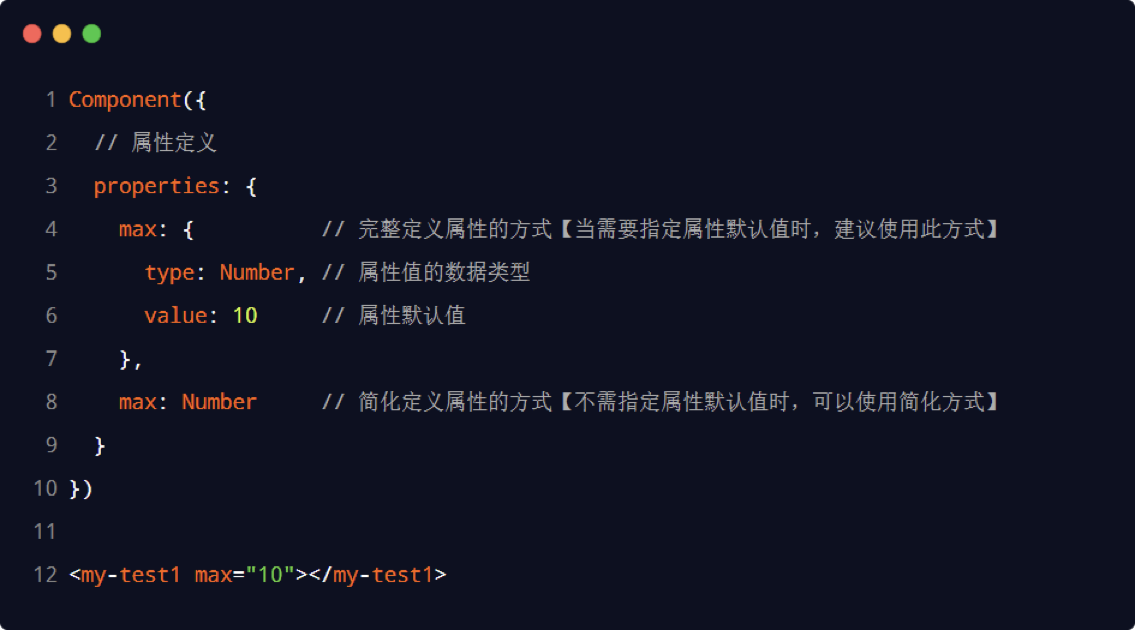 1 Component({
2   // 属性定义
3   properties: {
4     max: {          // 完整定义属性的方式【当需要指定属性默认值时，建议使用此方式】
5       type: Number, // 属性值的数据类型
6       value: 10     // 属性默认值
7     },
8     max: Number     // 简化定义属性的方式【不需指定属性默认值时，可以使用简化方式】
9   }
10 })
11
12 <my-test1 max="10"></my-test1>